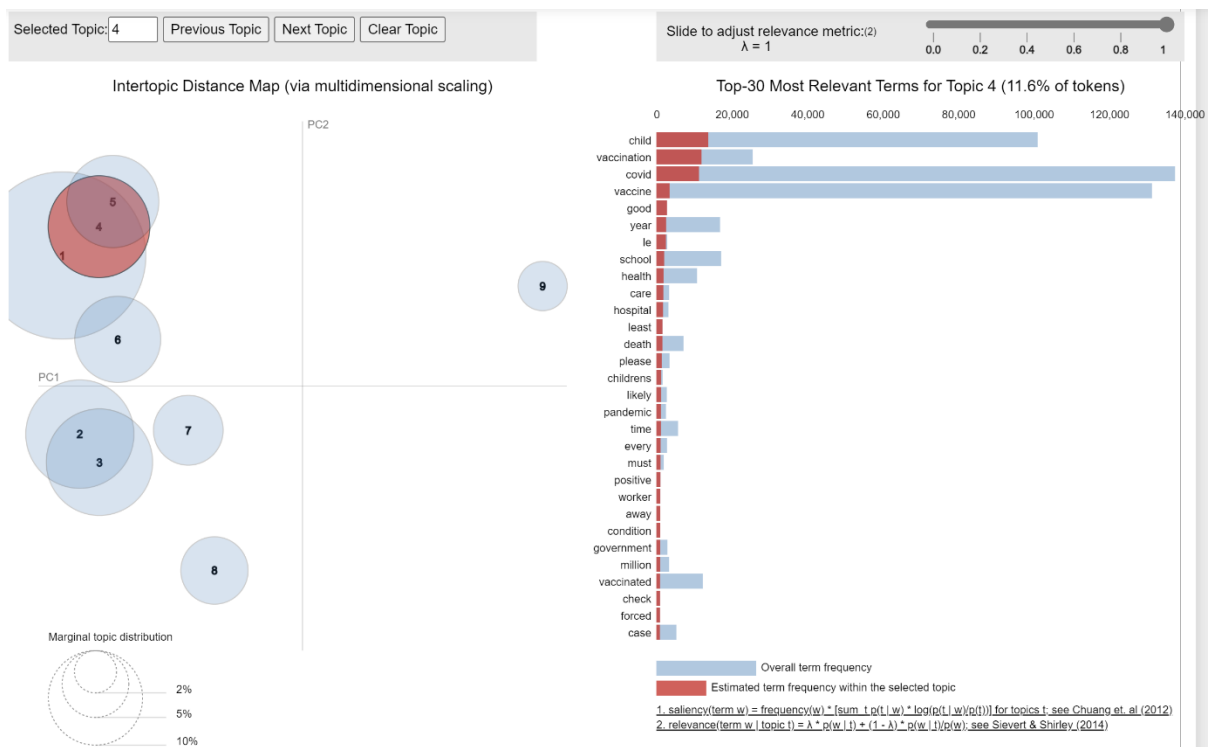 Selected Topic: 4 Previous Topic Next Topic Clear Topic
Slide to adjust relevance metric:(2)
λ = 1
0.0 0.2 0.4 0.6 0.8 1
Intertopic Distance Map (via multidimensional scaling)
PC2
PC1
5
4
1
9
6
2
7
3
8
Marginal topic distribution
2%
5%
10%
Top-30 Most Relevant Terms for Topic 4 (11.6% of tokens)
0 20,000 40,000 60,000 80,000 100,000 120,000 140,000
child
vaccination
covid
vaccine
good
year
le
school
health
care
hospital
least
death
please
childrens
likely
pandemic
time
every
must
positive
worker
away
condition
government
million
vaccinated
check
forced
case
Overall term frequency
Estimated term frequency within the selected topic
1. saliency(term w) = frequency(w) * [sum_t p(t | w) * log(p(t | w)/p(t))] for topics t; see Chuang et. al (2012)
2. relevance(term w | topic t) = λ * p(w | t) + (1 - λ) * p(w | t)/p(w); see Sievert & Shirley (2014)